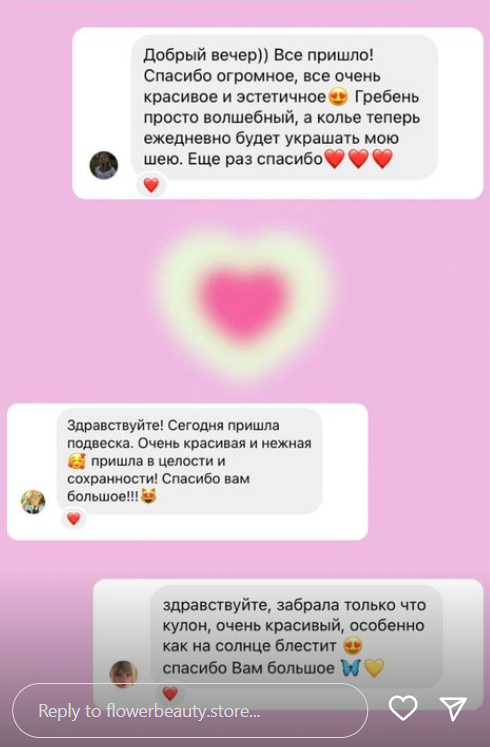 Добрый вечер)) Все пришло!
Спасибо огромное, все очень
красивое и эстетичное😍 Гребень
просто волшебный, а колье теперь
ежедневно будет украшать мою
шею. Еще раз спасибо❤️❤️❤️
Здравствуйте! Сегодня пришла
подвеска. Очень красивая и нежная
🥰 пришла в целости и
сохранности! Спасибо вам
большое!!!😻
здравствуйте, забрала только что
кулон, очень красивый, особенно
как на солнце блестит 😍
спасибо Вам большое 🦋💛
Reply to flowerbeauty.store...